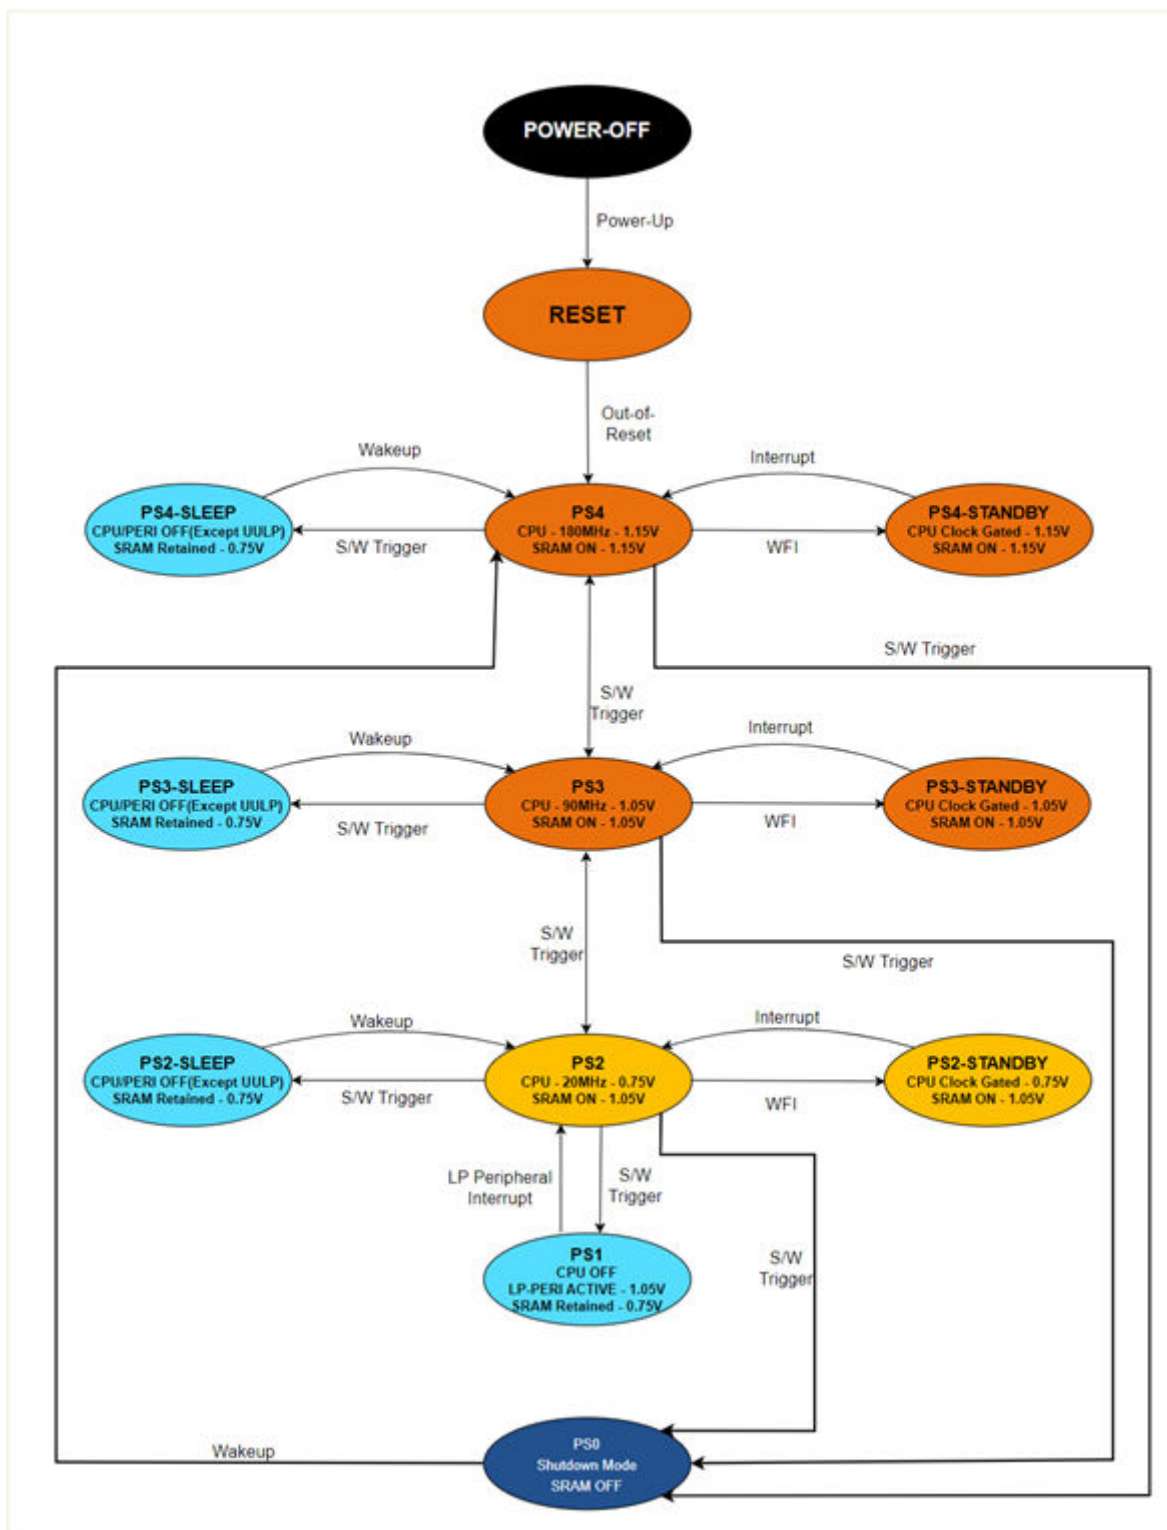 POWER-OFF
Power-Up
RESET
Out-of-
Reset
Wakeup
Interrupt
PS4-SLEEP
CPU/PERI OFF(Except UULP)
SRAM Retained - 0.75V
S/W Trigger
PS4
CPU - 180MHz - 1.15V
SRAM ON - 1.15V
WFI
PS4-STANDBY
CPU Clock Gated - 1.15V
SRAM ON - 1.15V
S/W Trigger
S/W
Trigger
Wakeup
Interrupt
PS3-SLEEP
CPU/PERI OFF(Except UULP)
SRAM Retained - 0.75V
S/W Trigger
PS3
CPU - 90MHz - 1.05V
SRAM ON - 1.05V
WFI
PS3-STANDBY
CPU Clock Gated - 1.05V
SRAM ON - 1.05V
S/W
Trigger
S/W Trigger
Wakeup
Interrupt
PS2-SLEEP
CPU/PERI OFF(Except UULP)
SRAM Retained - 0.75V
S/W Trigger
PS2
CPU - 20MHz - 0.75V
SRAM ON - 1.05V
WFI
PS2-STANDBY
CPU Clock Gated - 0.75V
SRAM ON - 1.05V
LP Peripheral
Interrupt
S/W
Trigger
PS1
CPU OFF
LP-PERI ACTIVE - 1.05V
SRAM Retained - 0.75V
S/W
Trigger
Wakeup
PS0
Shutdown Mode
SRAM OFF